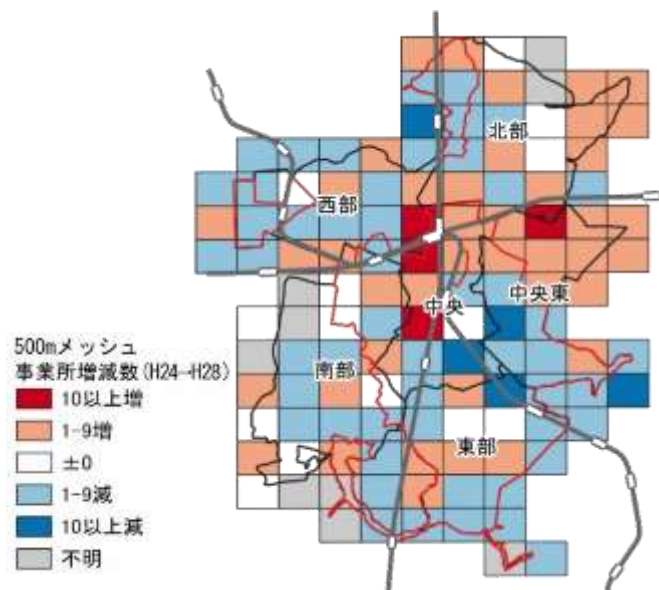 北部
西部
中央
中央東
南部
東部
500mメッシュ
事業所増減数(H24-H28)
10以上増
1-9増
±0
1-9減
10以上減
不明